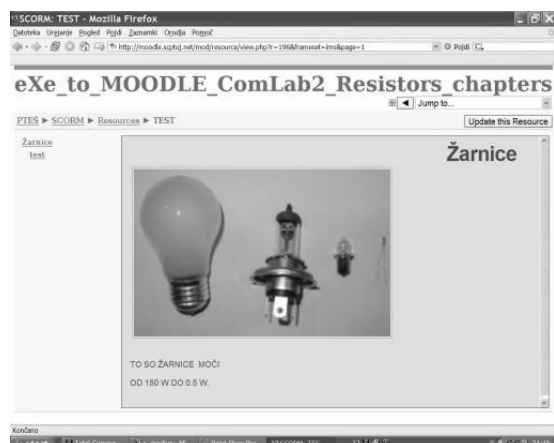 SCORM: TEST - Mozilla Firefox
Datoteka Urejanje Pogled Pojdi Zaznamki Orodja Pomoč
http://moodle.scptuj.net/mod/resource/view.php?r=196&frameset=ims&page=1
Pojdi
eXe_to_MOODLE_ComLab2_Resistors_chapters
Jump to...
PTES ► SCORM ► Resources ► TEST
Update this Resource
Žarnice
test
Žarnice
TO SO ŽARNICE MOČI
OD 150 W DO 0.5 W.
Končano